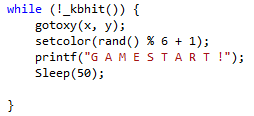 while (!_kbhit()) {
    gotoxy(x, y);
    setcolor(rand() % 6 + 1);
    printf("G A M E S T A R T !");
    Sleep(50);
}